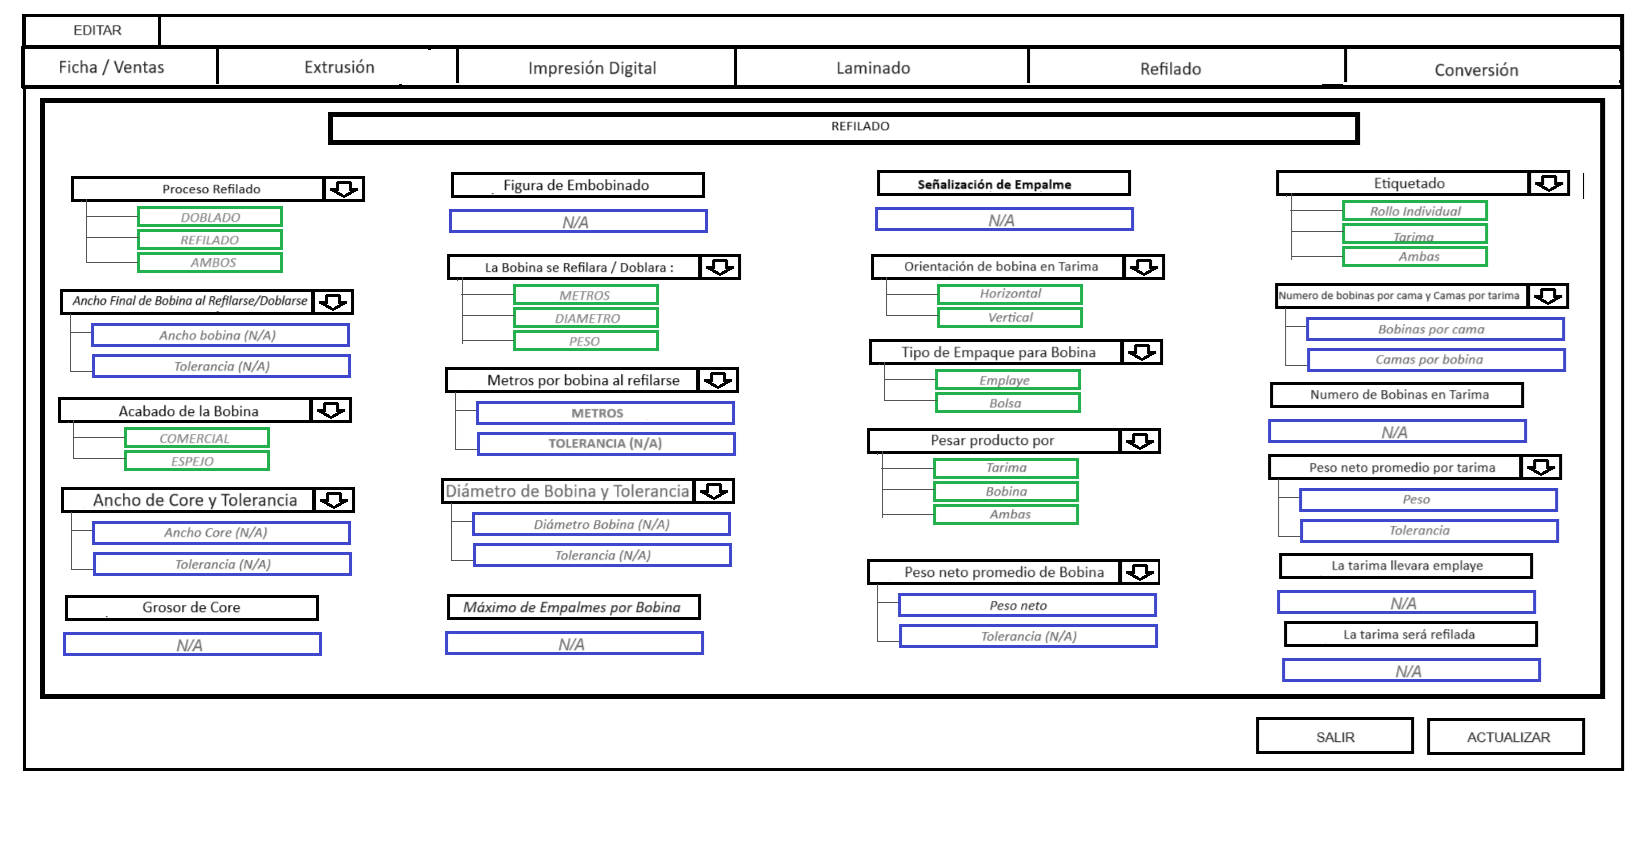 EDITAR
Ficha / Ventas
Extrusión
Impresión Digital
Laminado
Refilado
Conversión
REFILADO
Proceso Refilado
DOBLADO
REFILADO
AMBOS
Ancho Final de Bobina al Refilarse/Doblarse
Ancho bobina (N/A)
Tolerancia (N/A)
Acabado de la Bobina
COMERCIAL
ESPEJO
Ancho de Core y Tolerancia
Ancho Core (N/A)
Tolerancia (N/A)
Grosor de Core
N/A
Figura de Embobinado
N/A
La Bobina se Refilara / Doblara :
METROS
DIAMETRO
PESO
Metros por bobina al refilarse
METROS
TOLERANCIA (N/A)
Diámetro de Bobina y Tolerancia
Diámetro Bobina (N/A)
Tolerancia (N/A)
Máximo de Empalmes por Bobina
N/A
Señalización de Empalme
N/A
Orientación de bobina en Tarima
Horizontal
Vertical
Tipo de Empaque para Bobina
Emplaye
Bolsa
Pesar producto por
Tarima
Bobina
Ambas
Peso neto promedio de Bobina
Peso neto
Tolerancia (N/A)
Etiquetado
Rollo Individual
Tarima
Ambas
Numero de bobinas por cama y Camas por tarima
Bobinas por cama
Camas por bobina
Numero de Bobinas en Tarima
N/A
Peso neto promedio por tarima
Peso
Tolerancia
La tarima llevara emplaye
N/A
La tarima será refilada
N/A
SALIR
ACTUALIZAR